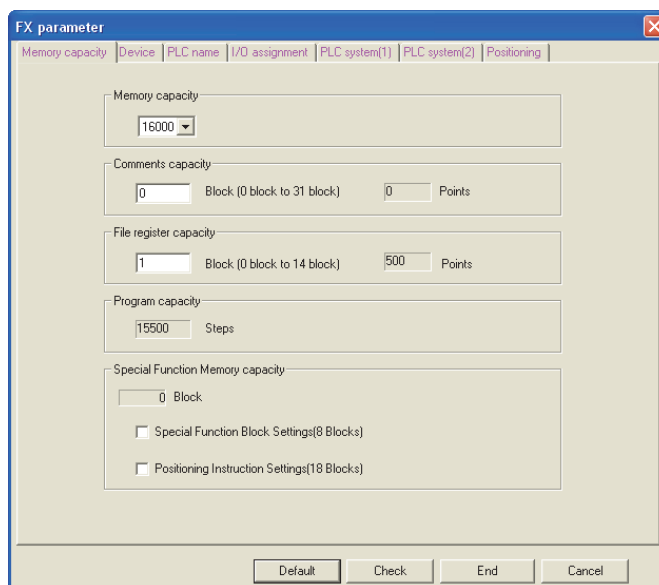 FX parameter
Memory capacity Device PLC name I/O assignment PLC system(1) PLC system(2) Positioning
Memory capacity
16000
Comments capacity
0 Block (0 block to 31 block) 0 Points
File register capacity
1 Block (0 block to 14 block) 500 Points
Program capacity
15500 Steps
Special Function Memory capacity
0 Block
Special Function Block Settings(8 Blocks)
Positioning Instruction Settings(18 Blocks)
Default Check End Cancel